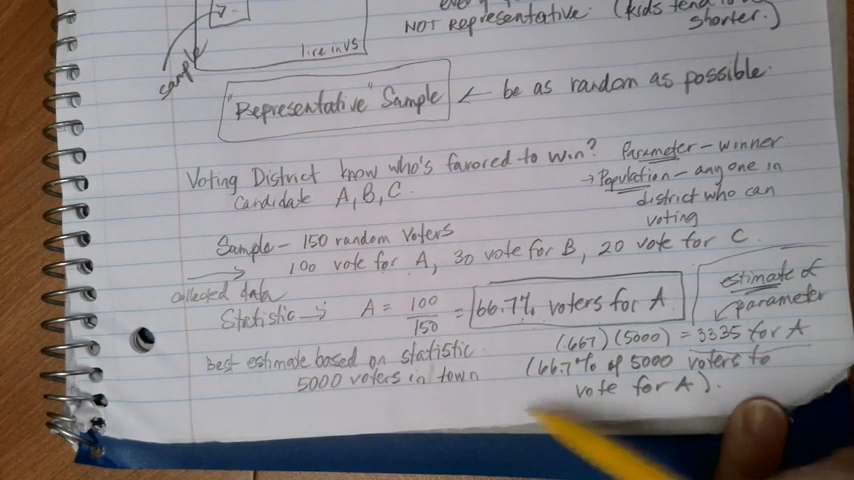 NOT Representative. (kids tend to be
shorter.)
live in US
sample
"Representative" Sample ← be as random as possible.
Voting District know who's favored to win?
Candidate A, B, C.
Parameter - winner
→ Population - anyone in
district who can
voting
Sample - 150 random voters
100 vote for A, 30 vote for B, 20 vote for C
collected data
Statistic → A = 100/150 = 66.7% voters for A
estimate of
parameter
best estimate based on statistic.
5000 voters in town
(.667)(5000) = 3335 for A
(66.7% of 5000 voters to
vote for A).